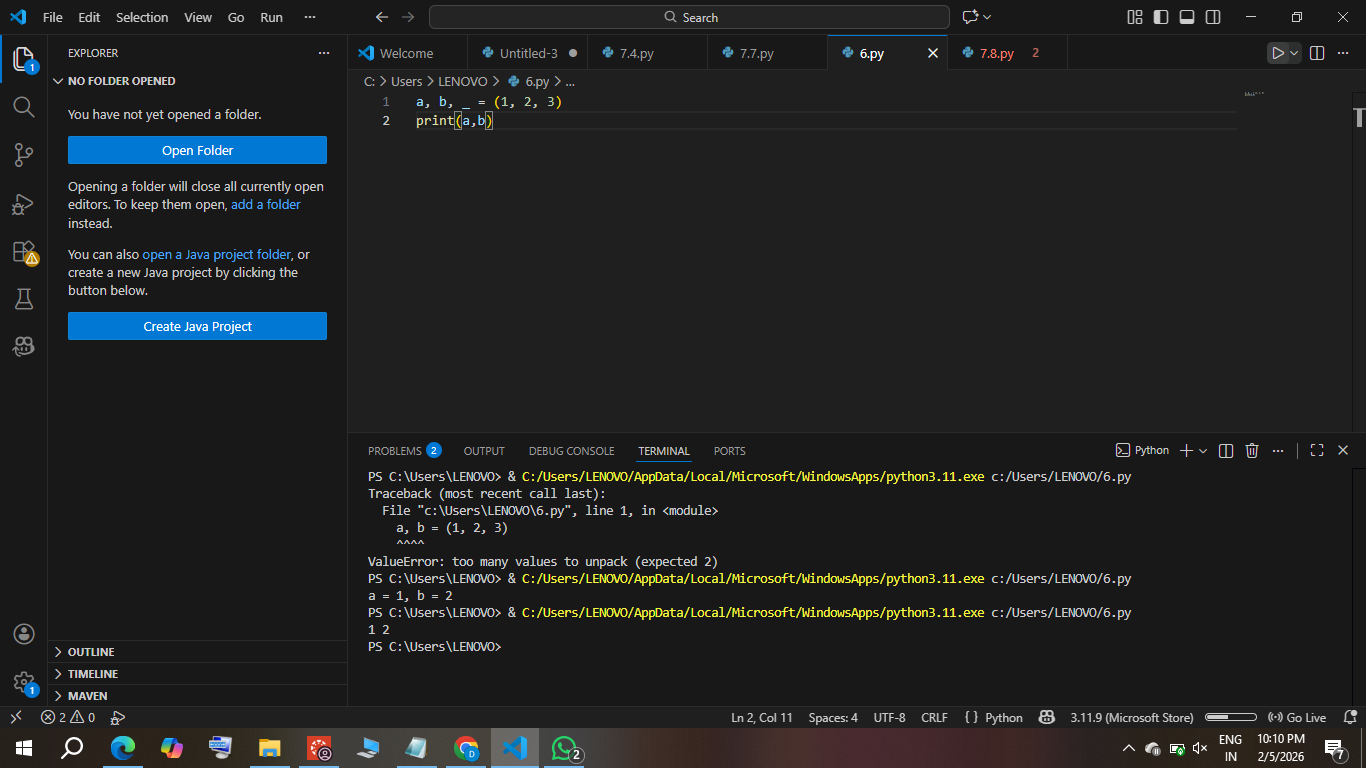 File Edit Selection View Go Run ··· Search
EXPLORER ···
Welcome Untitled-3 7.4.py 7.7.py 6.py 7.8.py 2 ···
NO FOLDER OPENED
C: > Users > LENOVO > 6.py > ...
You have not yet opened a folder.
Open Folder
Opening a folder will close all currently open
editors. To keep them open, add a folder
instead.
You can also open a Java project folder, or
create a new Java project by clicking the
button below.
Create Java Project
1
1 a, b, _ = (1, 2, 3)
2 print(a,b)
PROBLEMS 2 OUTPUT DEBUG CONSOLE TERMINAL PORTS Python ···
PS C:\Users\LENOVO> & C:/Users/LENOVO/AppData/Local/Microsoft/WindowsApps/python3.11.exe c:/Users/LENOVO/6.py
Traceback (most recent call last):
File "c:\Users\LENOVO\6.py", line 1, in <module>
a, b = (1, 2, 3)
^^^^
ValueError: too many values to unpack (expected 2)
PS C:\Users\LENOVO> & C:/Users/LENOVO/AppData/Local/Microsoft/WindowsApps/python3.11.exe c:/Users/LENOVO/6.py
a = 1, b = 2
PS C:\Users\LENOVO> & C:/Users/LENOVO/AppData/Local/Microsoft/WindowsApps/python3.11.exe c:/Users/LENOVO/6.py
1 2
PS C:\Users\LENOVO>
OUTLINE
TIMELINE
MAVEN
1
2 0 Ln 2, Col 11 Spaces: 4 UTF-8 CRLF { } Python 3.11.9 (Microsoft Store) Go Live
D 2 ENG
IN
10:10 PM
2/5/2026
7